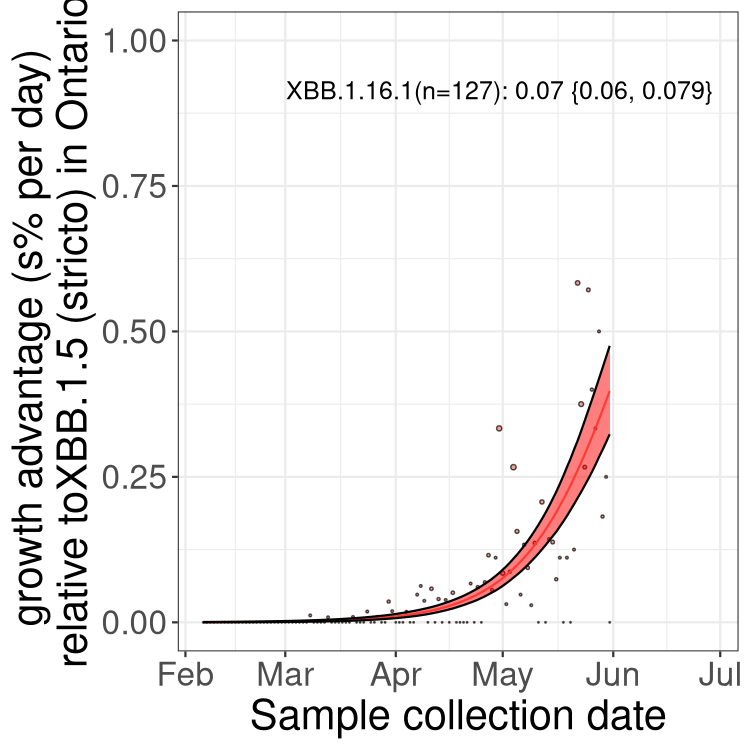 growth advantage (s% per day)
relative toXBB.1.5 (stricto) in Ontario
1.00
0.75
0.50
0.25
0.00
XBB.1.16.1(n=127): 0.07 {0.06, 0.079}
Feb Mar Apr May Jun Jul
Sample collection date